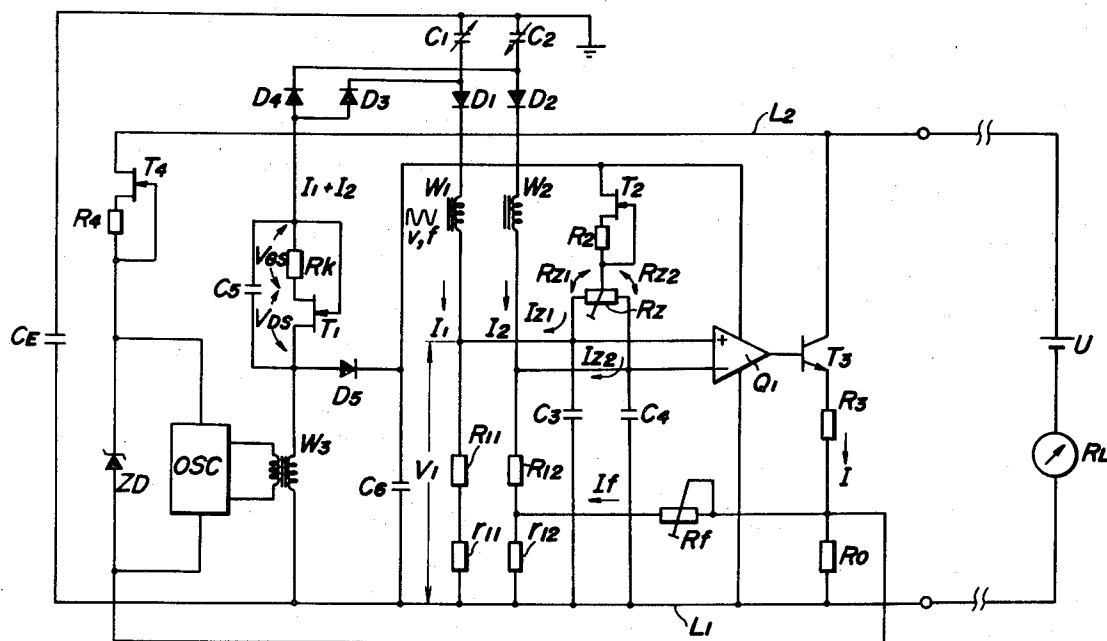 C1
C2
D4
D3
D1
D2
L2
T4
R4
I1+I2
W1
W2
T2
v,f
R2
VGS
Rk
C5
Rz1
Rz2
Rz
VDS
T1
I1
I2
Iz1
CE
Iz2
+
−
Q1
T3
U
D5
C3
C4
R3
OSC
W3
R11
R12
I
RL
ZD
C6
V1
If
r11
r12
Rf
Ro
L1